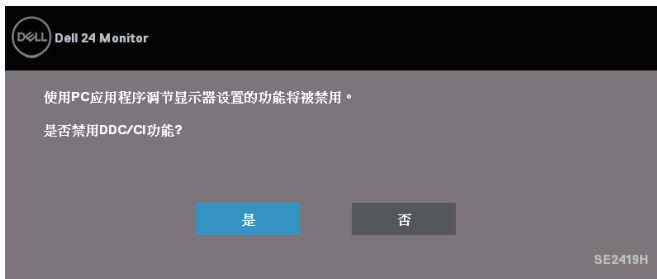 DELL Dell 24 Monitor
使用PC应用程序调节显示器设置的功能将被禁用。
是否禁用DDC/CI功能?
是 否
SE2419H